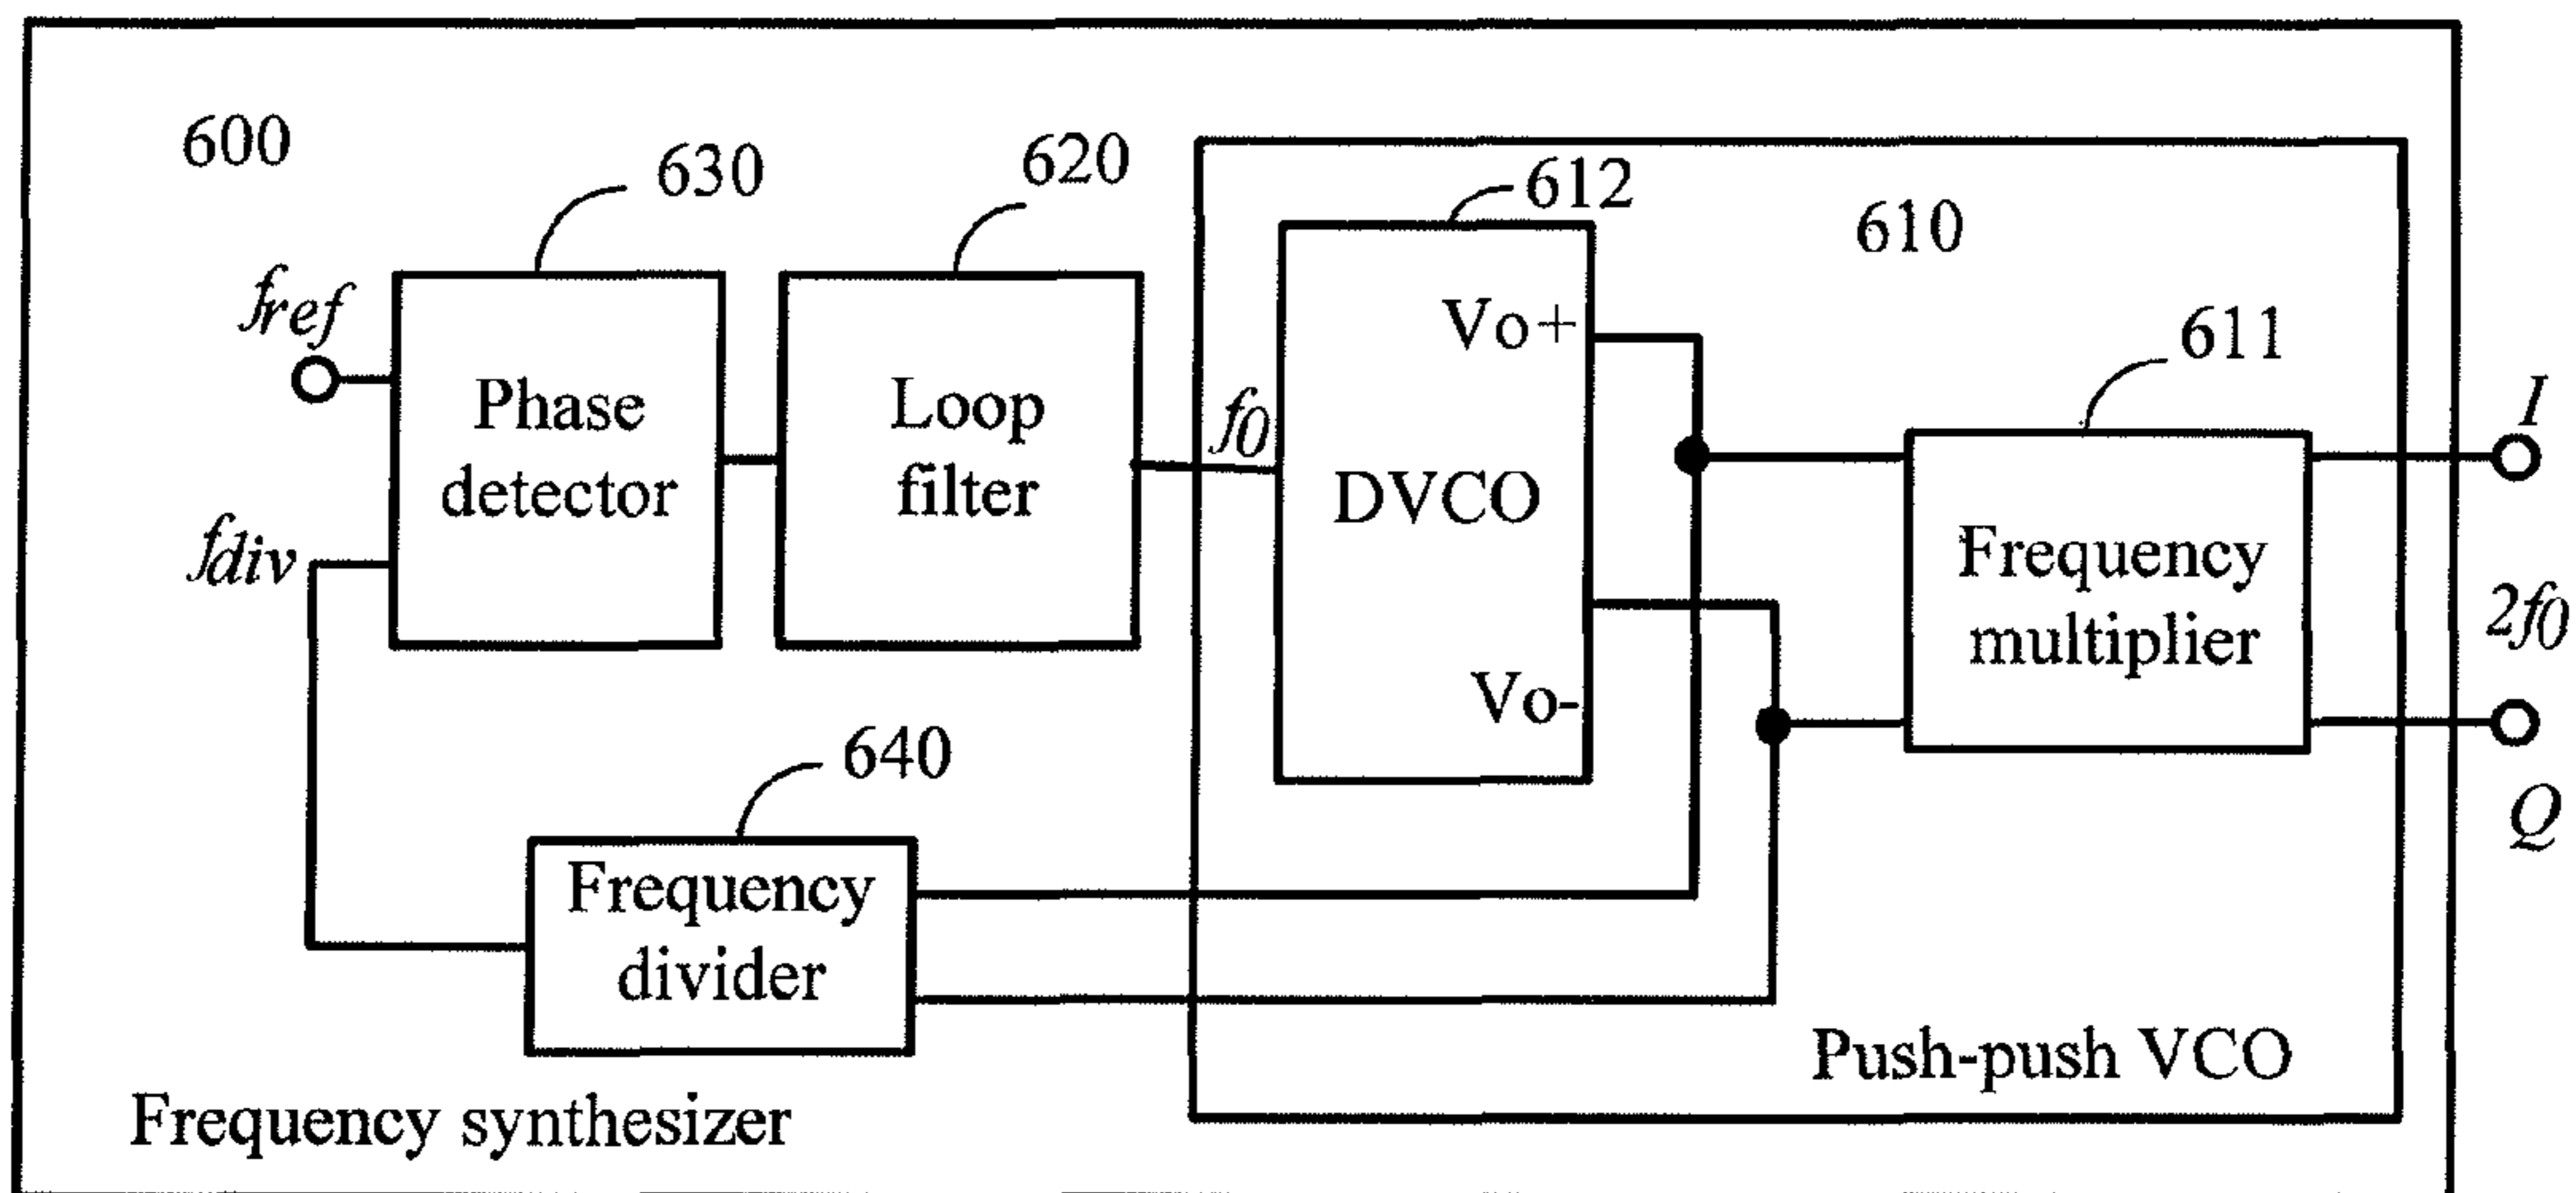 600
630
620
612
610
611
fref
Phase
detector
Loop
filter
f0
Vo+
DVCO
Vo-
Frequency
multiplier
I
2f0
Q
fdiv
640
Frequency
divider
Push-push VCO
Frequency synthesizer